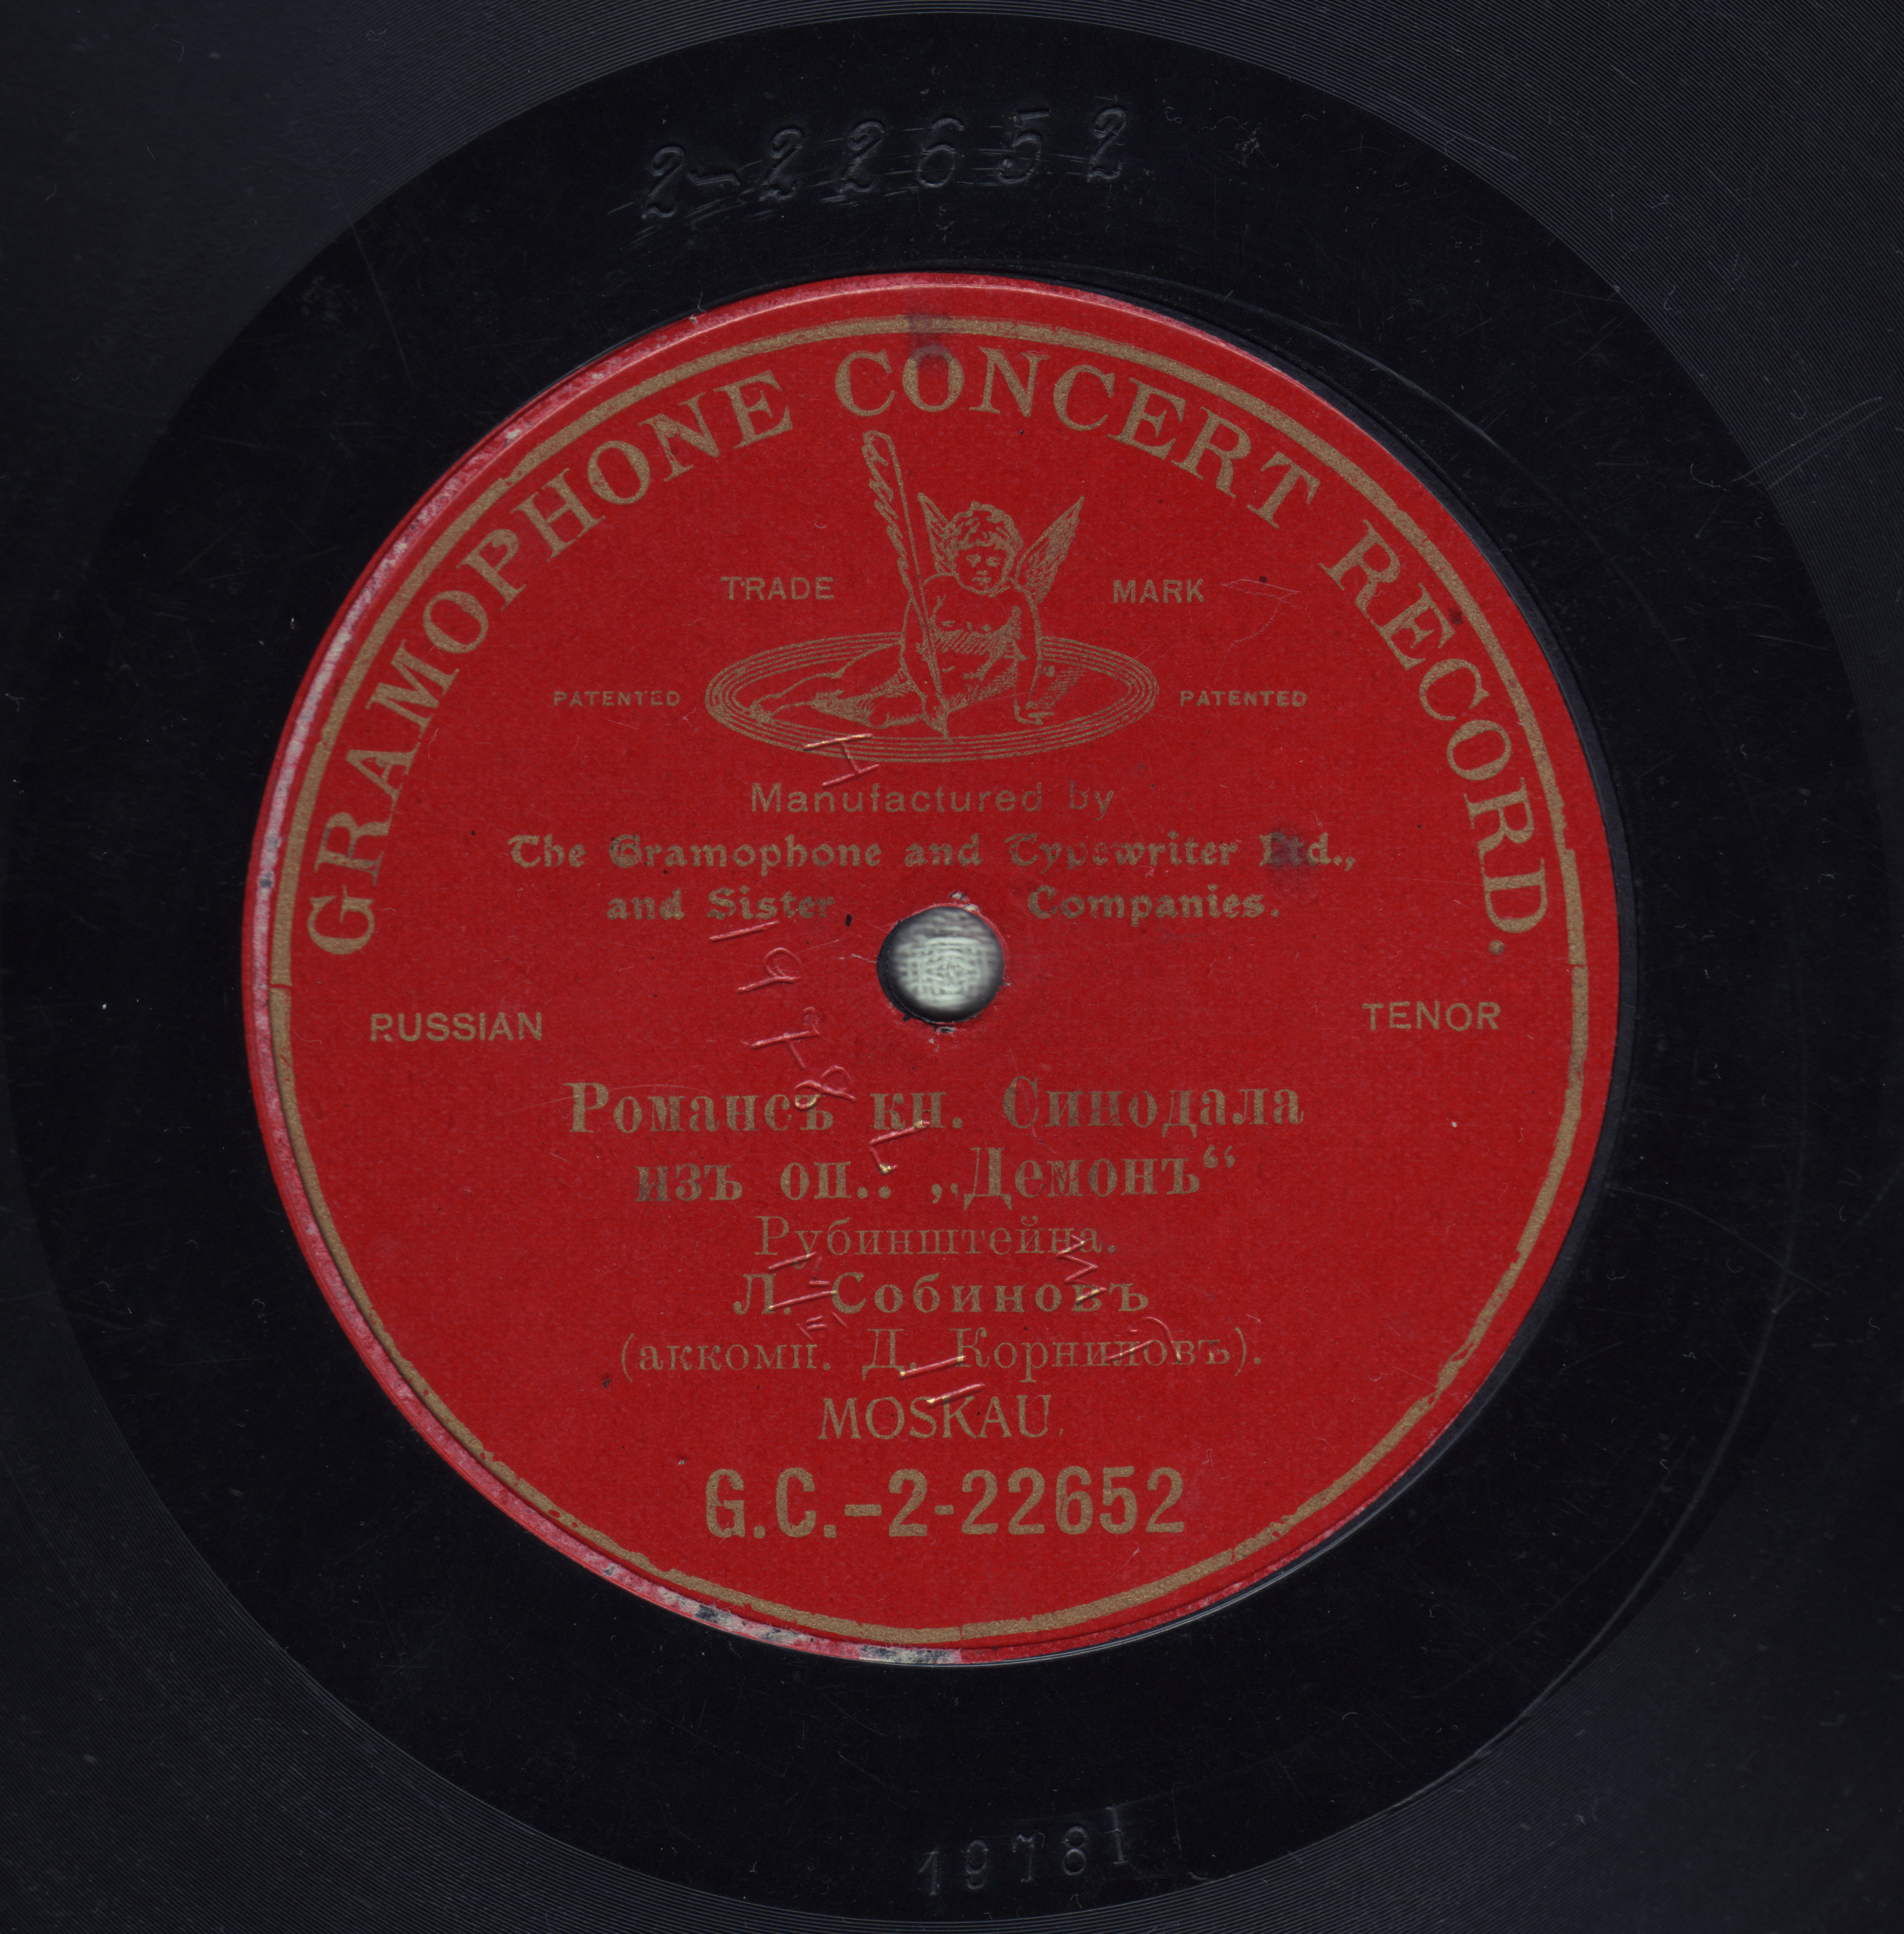 2-22652
GRAMOPHONE CONCERT RECORD.
TRADE MARK
PATENTED PATENTED
Manufactured by
The Gramophone and Typewriter Ltd.,
and Sister Companies.
RUSSIAN TENOR
Романсъ кн. Синодала
изъ оп.: „Демонъ“
Рубинштейна.
Л. Собиновъ
(аккомп. Д. Корниловъ).
MOSKAU.
G.C.-2-22652
19781